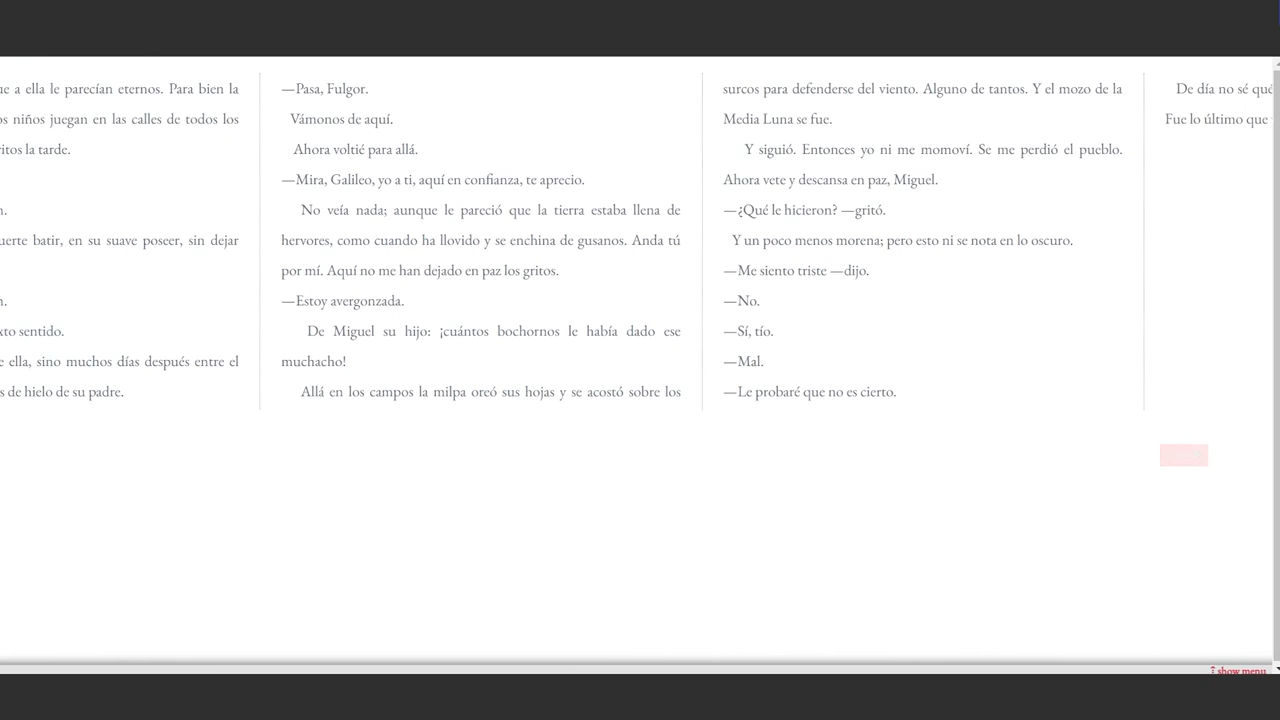 ue a ella le parecían eternos. Para bien la
os niños juegan en las calles de todos los
ritos la tarde.
n.
uerte batir, en su suave poseer, sin dejar
n.
xto sentido.
e ella, sino muchos días después entre el
s de hielo de su padre.
—Pasa, Fulgor.
Vámonos de aquí.
Ahora voltié para allá.
—Mira, Galileo, yo a ti, aquí en confianza, te aprecio.
No veía nada; aunque le pareció que la tierra estaba llena de
hervores, como cuando ha llovido y se enchina de gusanos. Anda tú
por mí. Aquí no me han dejado en paz los gritos.
—Estoy avergonzada.
De Miguel su hijo: ¡cuántos bochornos le había dado ese
muchacho!
Allá en los campos la milpa oreó sus hojas y se acostó sobre los
surcos para defenderse del viento. Alguno de tantos. Y el mozo de la
Media Luna se fue.
Y siguió. Entonces yo ni me momoví. Se me perdió el pueblo.
Ahora vete y descansa en paz, Miguel.
—¿Qué le hicieron? —gritó.
Y un poco menos morena; pero esto ni se nota en lo oscuro.
—Me siento triste —dijo.
—No.
—Sí, tío.
—Mal.
—Le probaré que no es cierto.
De día no sé qué
Fue lo último que
show menu